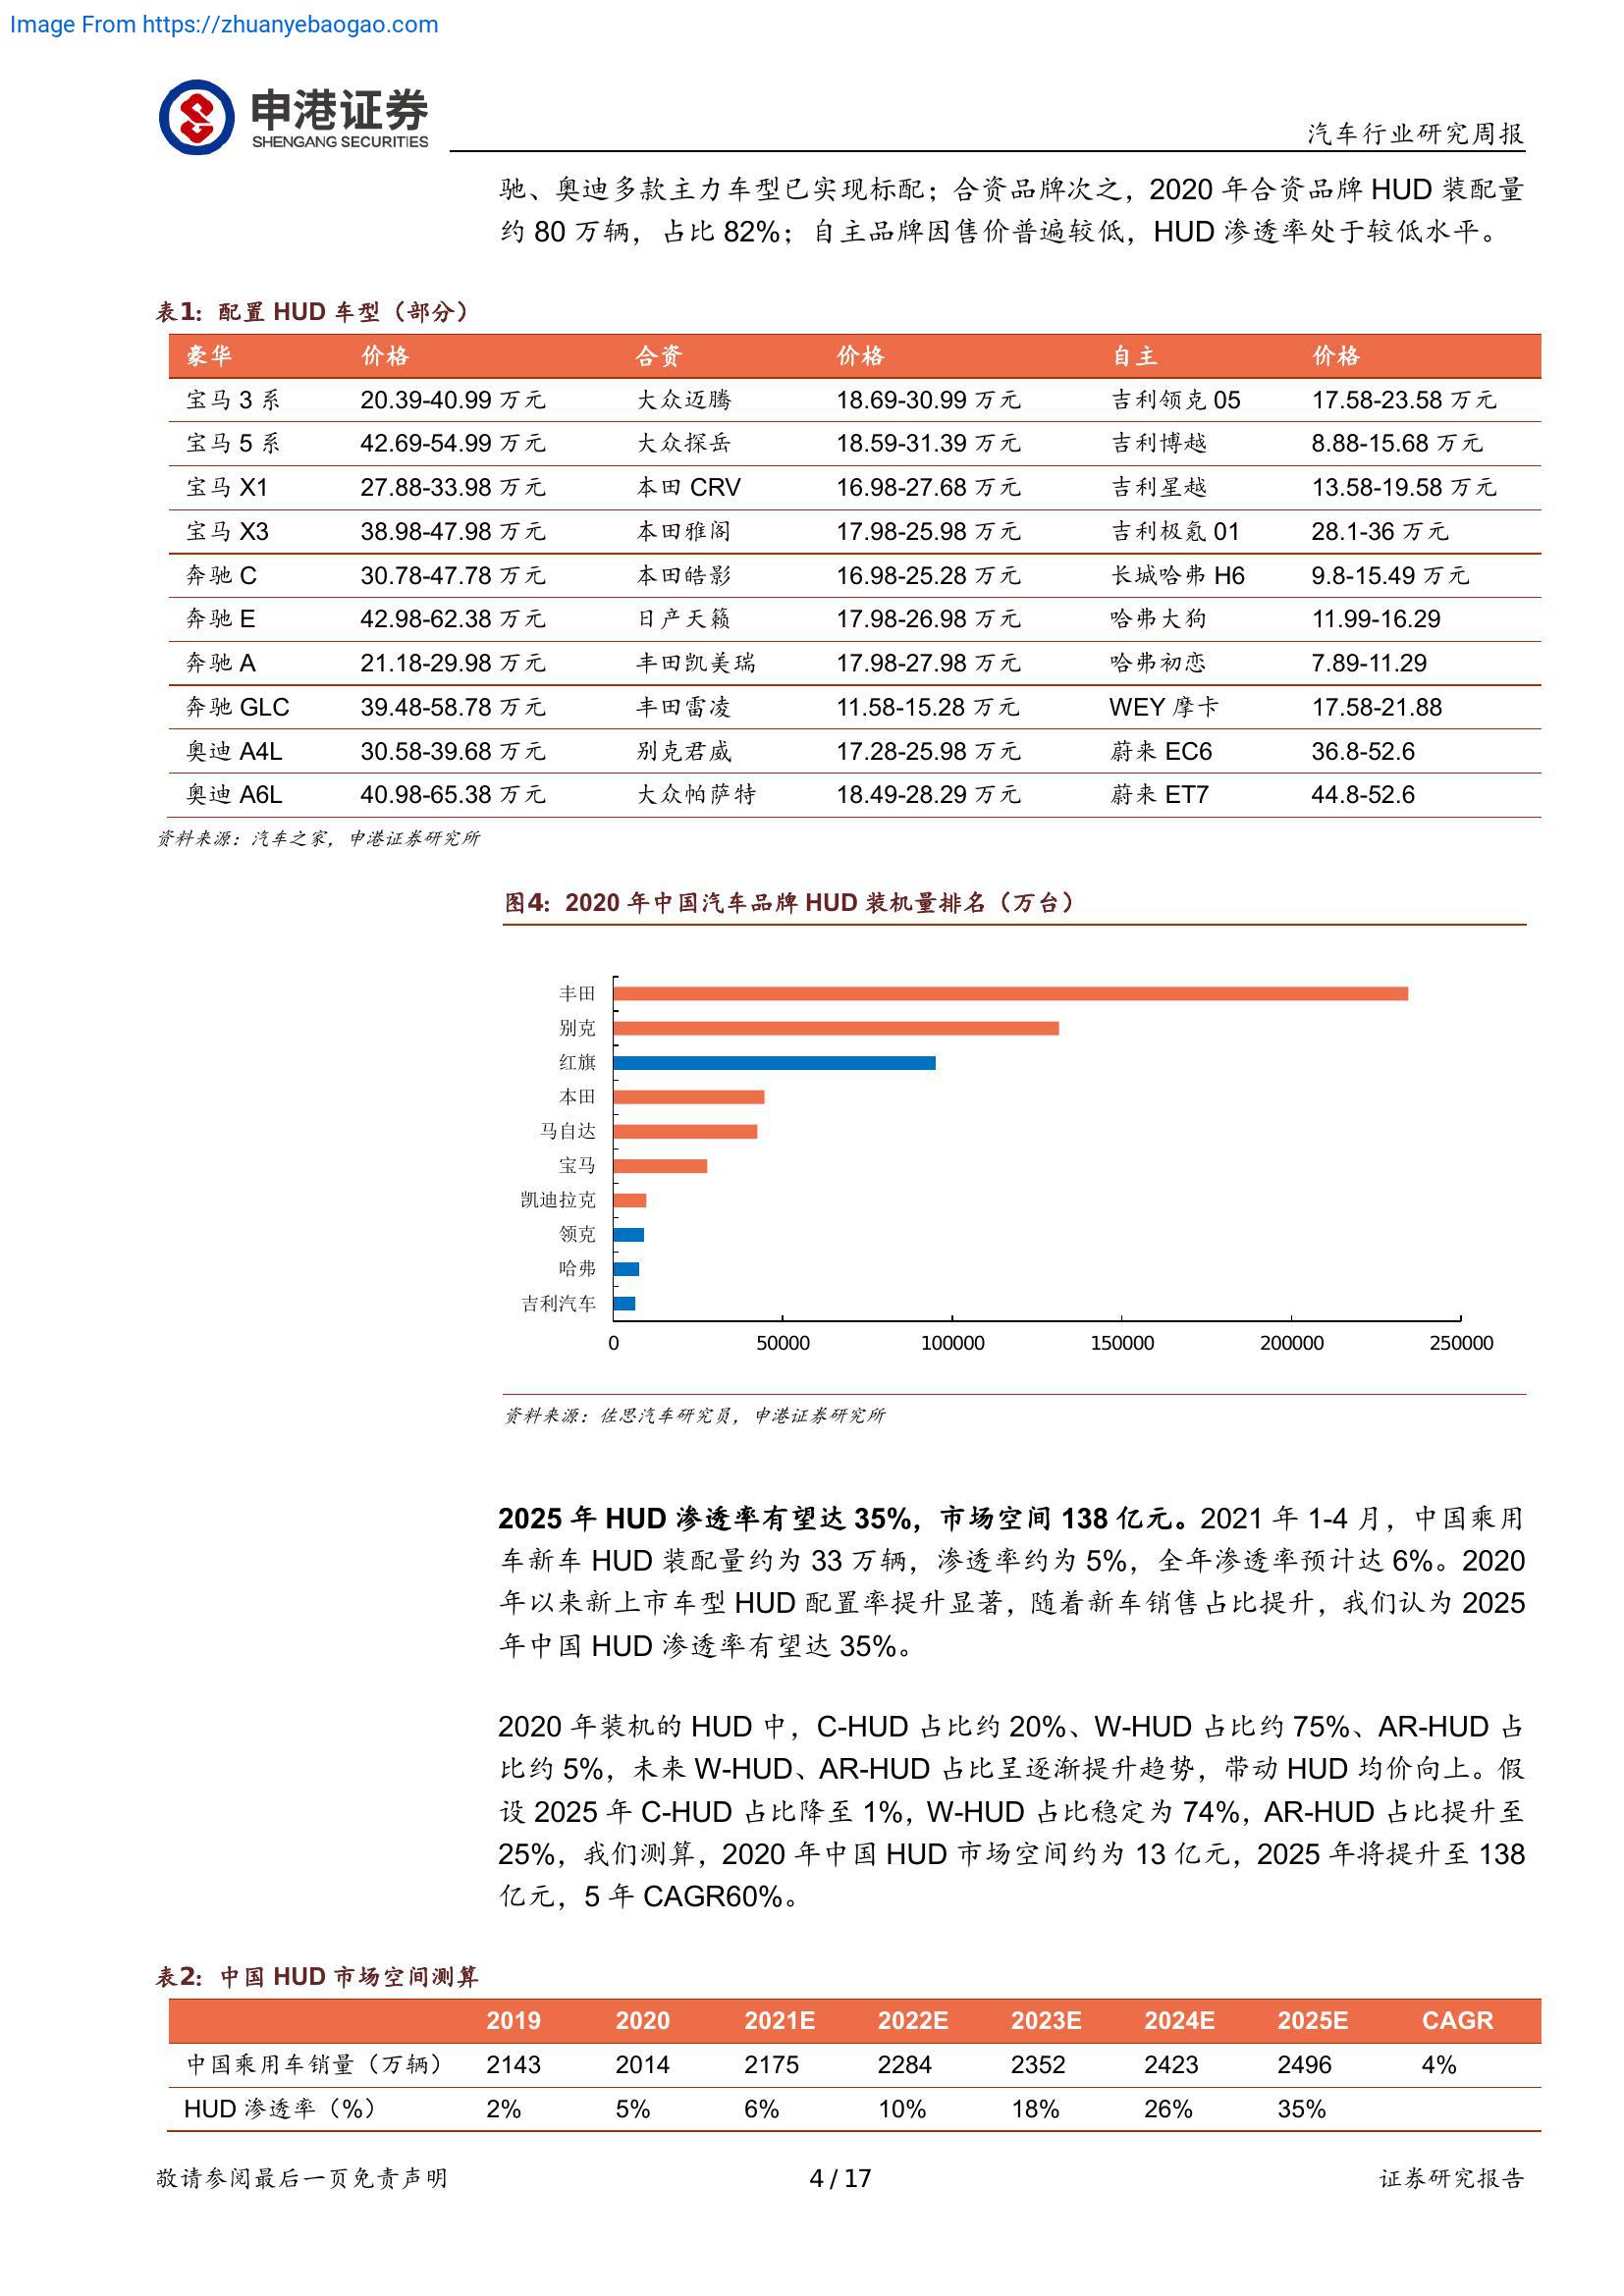 Image From https://zhuanyebaogao.com
申港证券
SHENGANG SECURITIES
汽车行业研究周报
驰、奥迪多款主力车型已实现标配；合资品牌次之，2020 年合资品牌 HUD 装配量
约 80 万辆，占比 82%；自主品牌因售价普遍较低，HUD 渗透率处于较低水平。
表1：配置 HUD 车型（部分）
豪华 价格 合资 价格 自主 价格
宝马 3 系 20.39-40.99 万元 大众迈腾 18.69-30.99 万元 吉利领克 05 17.58-23.58 万元
宝马 5 系 42.69-54.99 万元 大众探岳 18.59-31.39 万元 吉利博越 8.88-15.68 万元
宝马 X1 27.88-33.98 万元 本田 CRV 16.98-27.68 万元 吉利星越 13.58-19.58 万元
宝马 X3 38.98-47.98 万元 本田雅阁 17.98-25.98 万元 吉利极氪 01 28.1-36 万元
奔驰 C 30.78-47.78 万元 本田皓影 16.98-25.28 万元 长城哈弗 H6 9.8-15.49 万元
奔驰 E 42.98-62.38 万元 日产天籁 17.98-26.98 万元 哈弗大狗 11.99-16.29
奔驰 A 21.18-29.98 万元 丰田凯美瑞 17.98-27.98 万元 哈弗初恋 7.89-11.29
奔驰 GLC 39.48-58.78 万元 丰田雷凌 11.58-15.28 万元 WEY 摩卡 17.58-21.88
奥迪 A4L 30.58-39.68 万元 别克君威 17.28-25.98 万元 蔚来 EC6 36.8-52.6
奥迪 A6L 40.98-65.38 万元 大众帕萨特 18.49-28.29 万元 蔚来 ET7 44.8-52.6
资料来源：汽车之家，申港证券研究所
图4：2020 年中国汽车品牌 HUD 装机量排名（万台）
丰田
别克
红旗
本田
马自达
宝马
凯迪拉克
领克
哈弗
吉利汽车
0 50000 100000 150000 200000 250000
资料来源：佐思汽车研究员，申港证券研究所
2025 年 HUD 渗透率有望达 35%，市场空间 138 亿元。2021 年 1-4 月，中国乘用
车新车 HUD 装配量约为 33 万辆，渗透率约为 5%，全年渗透率预计达 6%。2020
年以来新上市车型 HUD 配置率提升显著，随着新车销售占比提升，我们认为 2025
年中国 HUD 渗透率有望达 35%。
2020 年装机的 HUD 中，C-HUD 占比约 20%、W-HUD 占比约 75%、AR-HUD 占
比约 5%，未来 W-HUD、AR-HUD 占比呈逐渐提升趋势，带动 HUD 均价向上。假
设 2025 年 C-HUD 占比降至 1%，W-HUD 占比稳定为 74%，AR-HUD 占比提升至
25%，我们测算，2020 年中国 HUD 市场空间约为 13 亿元，2025 年将提升至 138
亿元，5 年 CAGR60%。
表2：中国 HUD 市场空间测算
2019 2020 2021E 2022E 2023E 2024E 2025E CAGR
中国乘用车销量（万辆） 2143 2014 2175 2284 2352 2423 2496 4%
HUD 渗透率（%） 2% 5% 6% 10% 18% 26% 35%
敬请参阅最后一页免责声明 4 / 17 证券研究报告